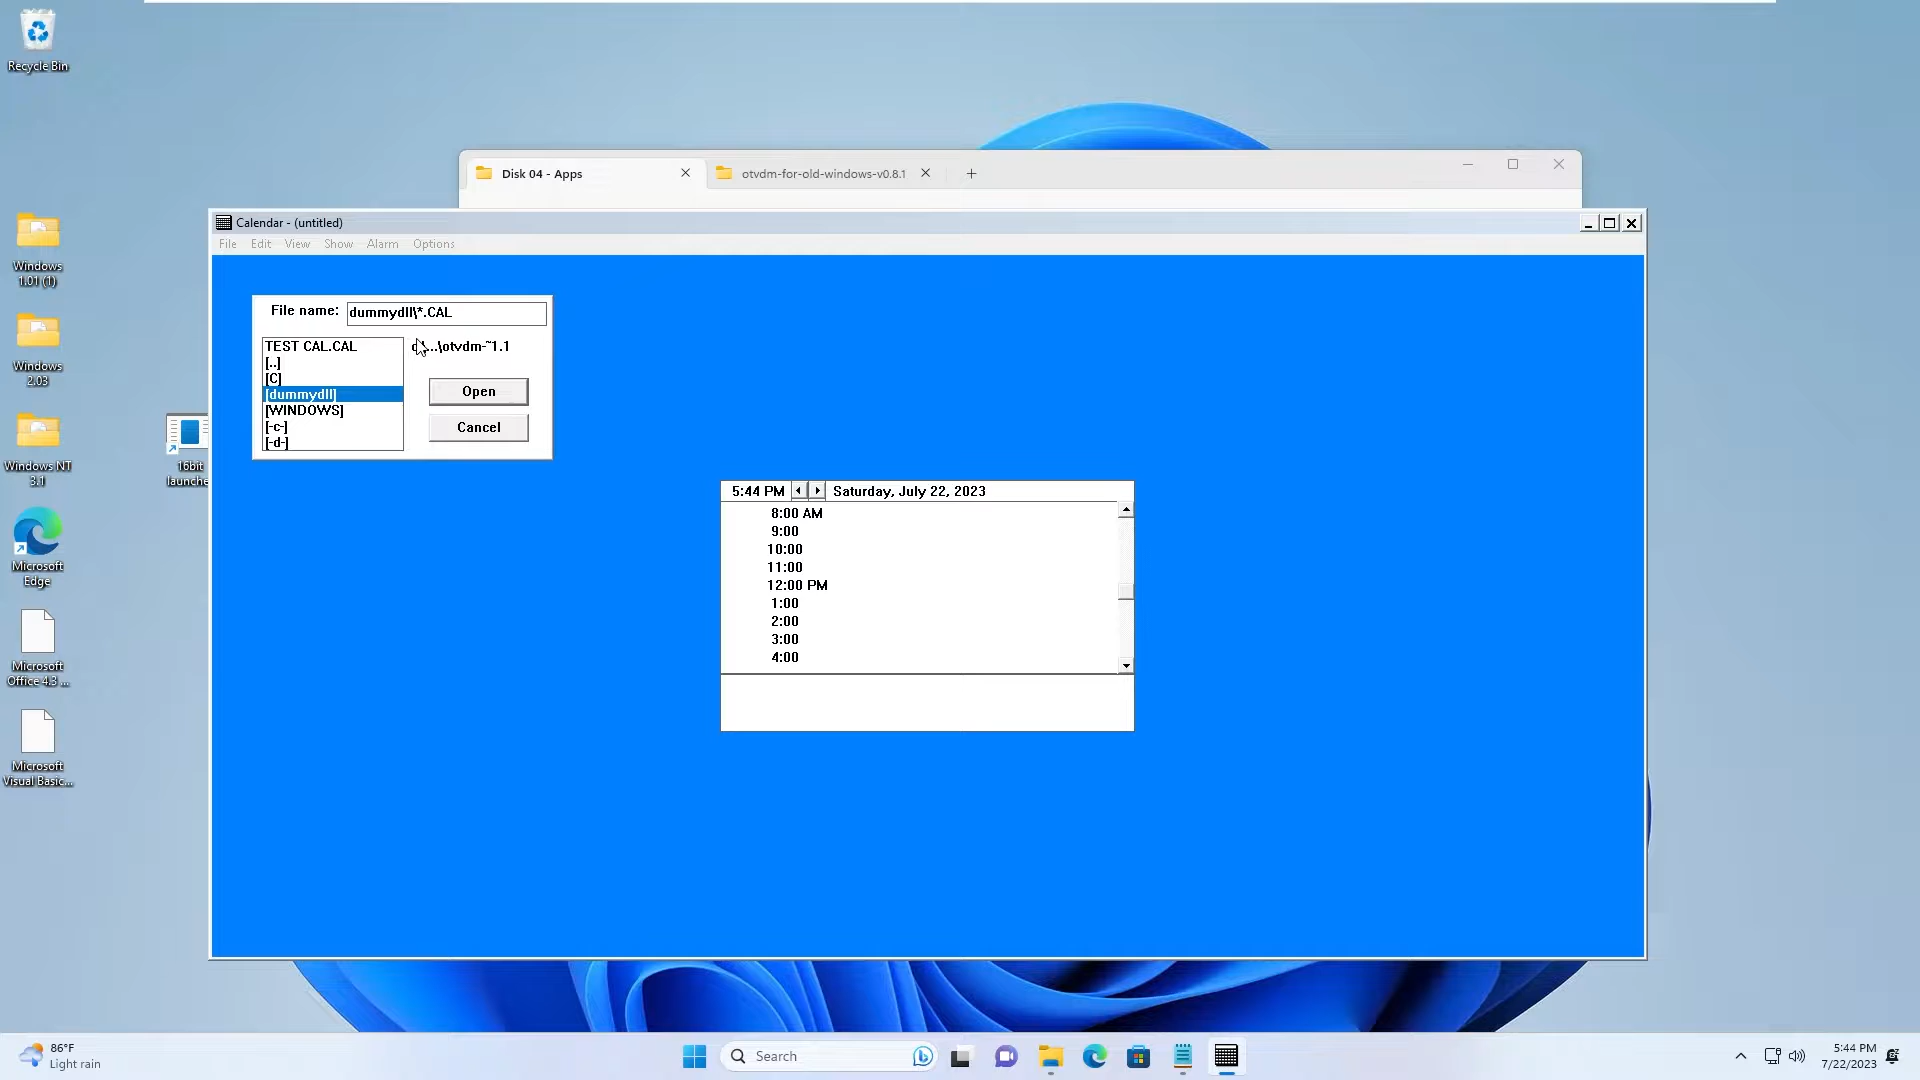 Recycle Bin
Disk 04 - Apps
otvdm-for-old-windows-v0.8.1
Calendar - (untitled)
File Edit View Show Alarm Options
File name: dummydll\*.CAL
TEST CAL.CAL
[..]
[C]
[dummydll]
[WINDOWS]
[-c-]
[-d-]
...\otvdm-~1.1
Open
Cancel
5:44 PM Saturday, July 22, 2023
8:00 AM
9:00
10:00
11:00
12:00 PM
1:00
2:00
3:00
4:00
Windows
1.01 (1)
Windows
2.03
Windows NT
3.1
16bit
launche
Microsoft
Edge
Microsoft
Office 4.3 ...
Microsoft
Visual Basic...
86°F
Light rain
Search
5:44 PM
7/22/2023